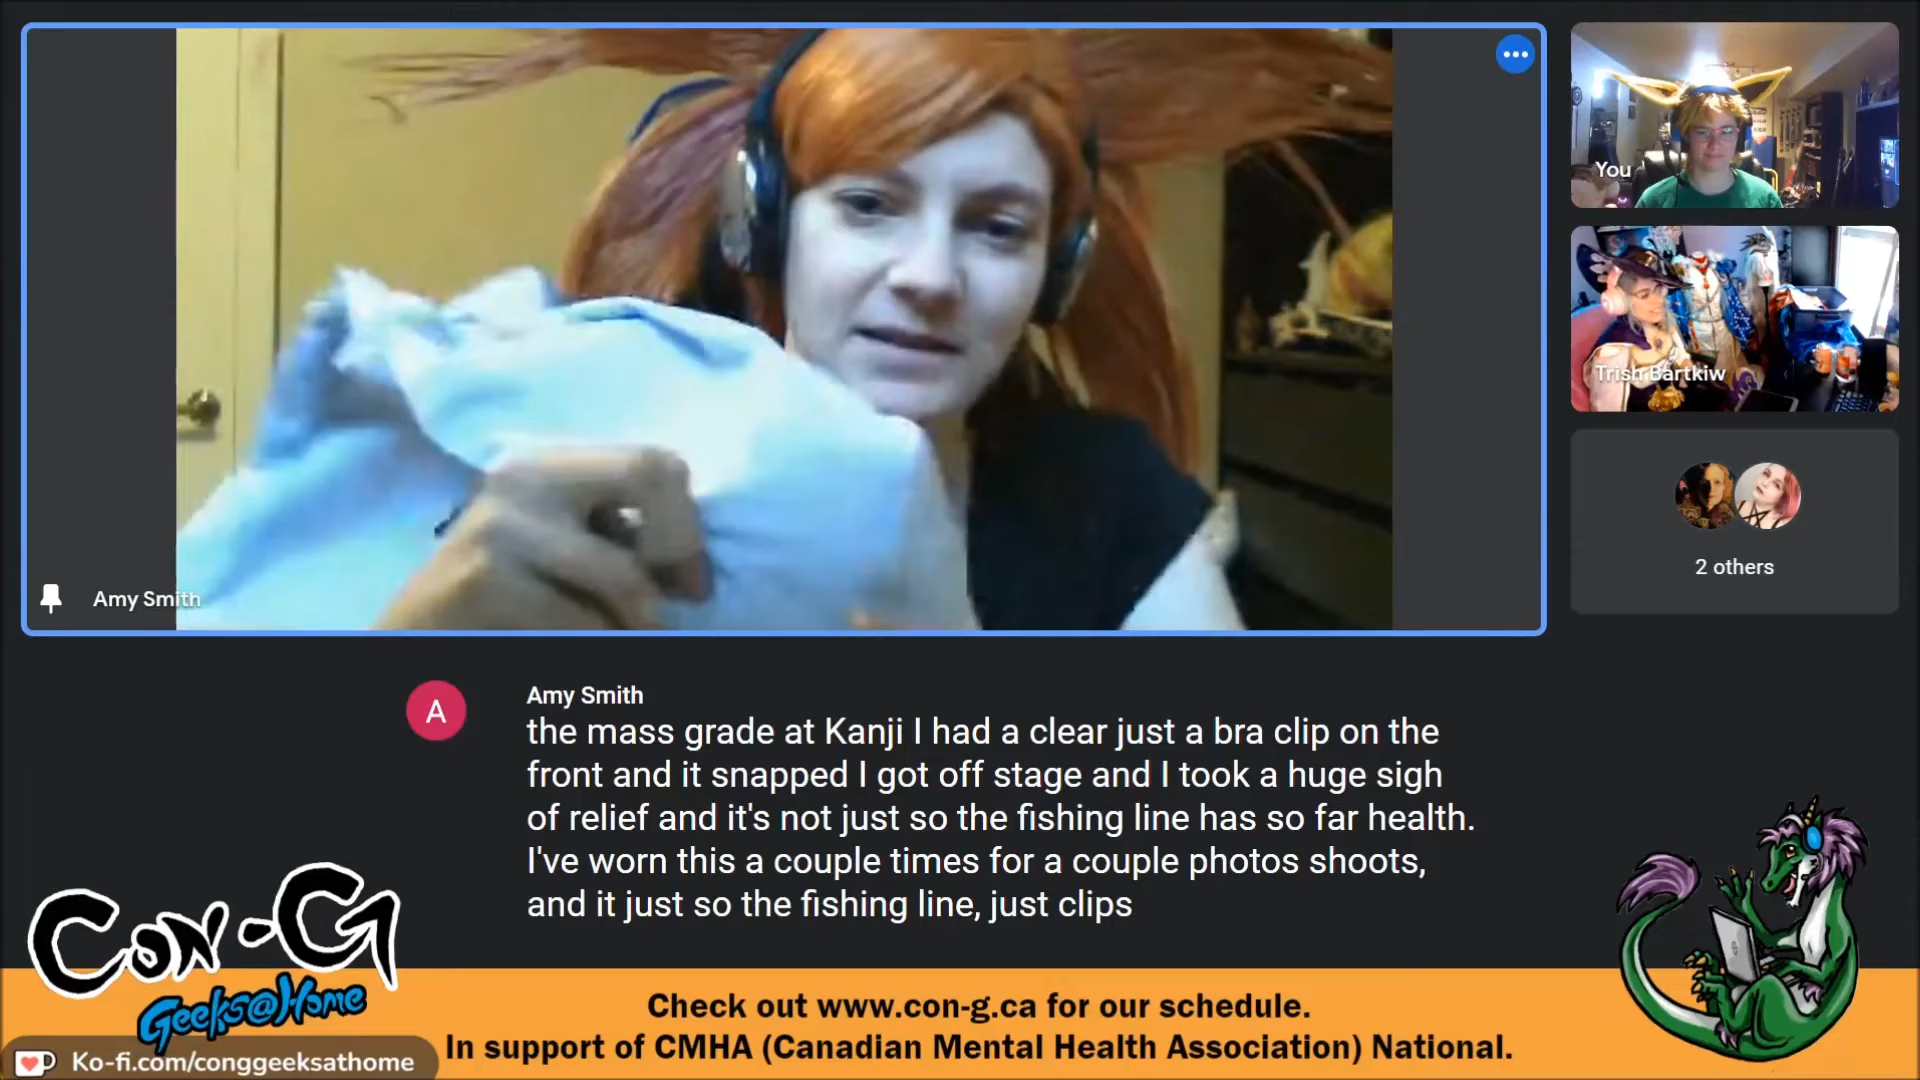 You
Trish Bartkiw
2 others
Amy Smith
A
Amy Smith
the mass grade at Kanji I had a clear just a bra clip on the
front and it snapped I got off stage and I took a huge sigh
of relief and it's not just so the fishing line has so far health.
I've worn this a couple times for a couple photos shoots,
and it just so the fishing line, just clips
Con-G
Geeks@Home
Check out www.con-g.ca for our schedule.
In support of CMHA (Canadian Mental Health Association) National.
Ko-fi.com/conggeeksathome